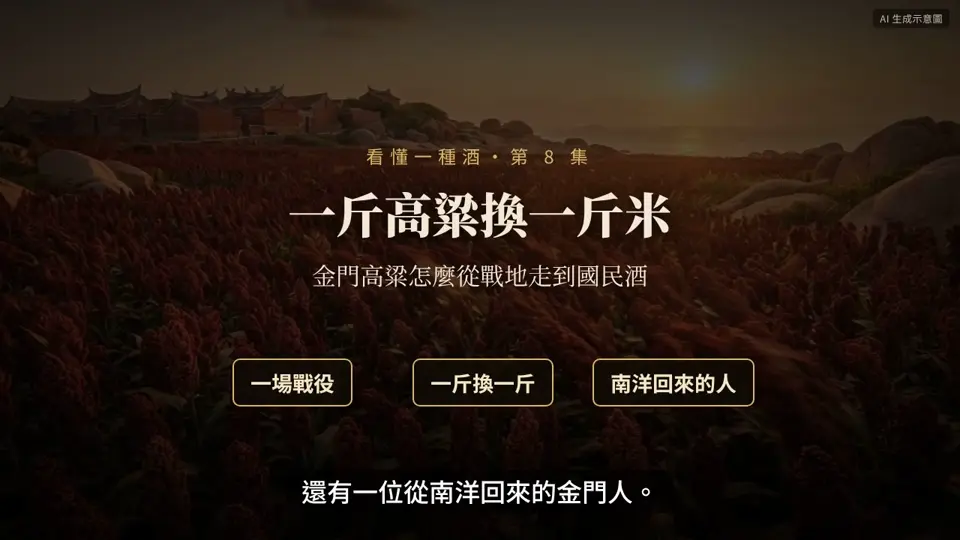 AI 生成示意圖
看懂一種酒・第 8 集
一斤高粱換一斤米
金門高粱怎麼從戰地走到國民酒
一場戰役
一斤換一斤
南洋回來的人
還有一位從南洋回來的金門人。